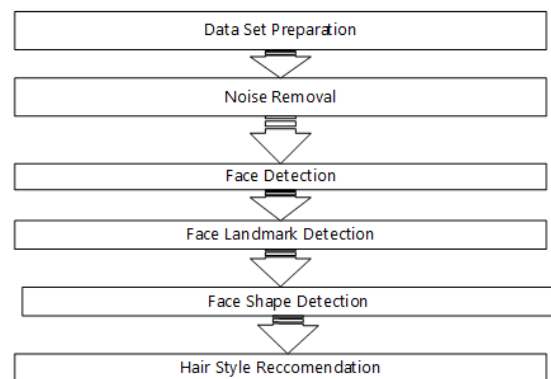 Data Set Preparation
Noise Removal
Face Detection
Face Landmark Detection
Face Shape Detection
Hair Style Reccomendation